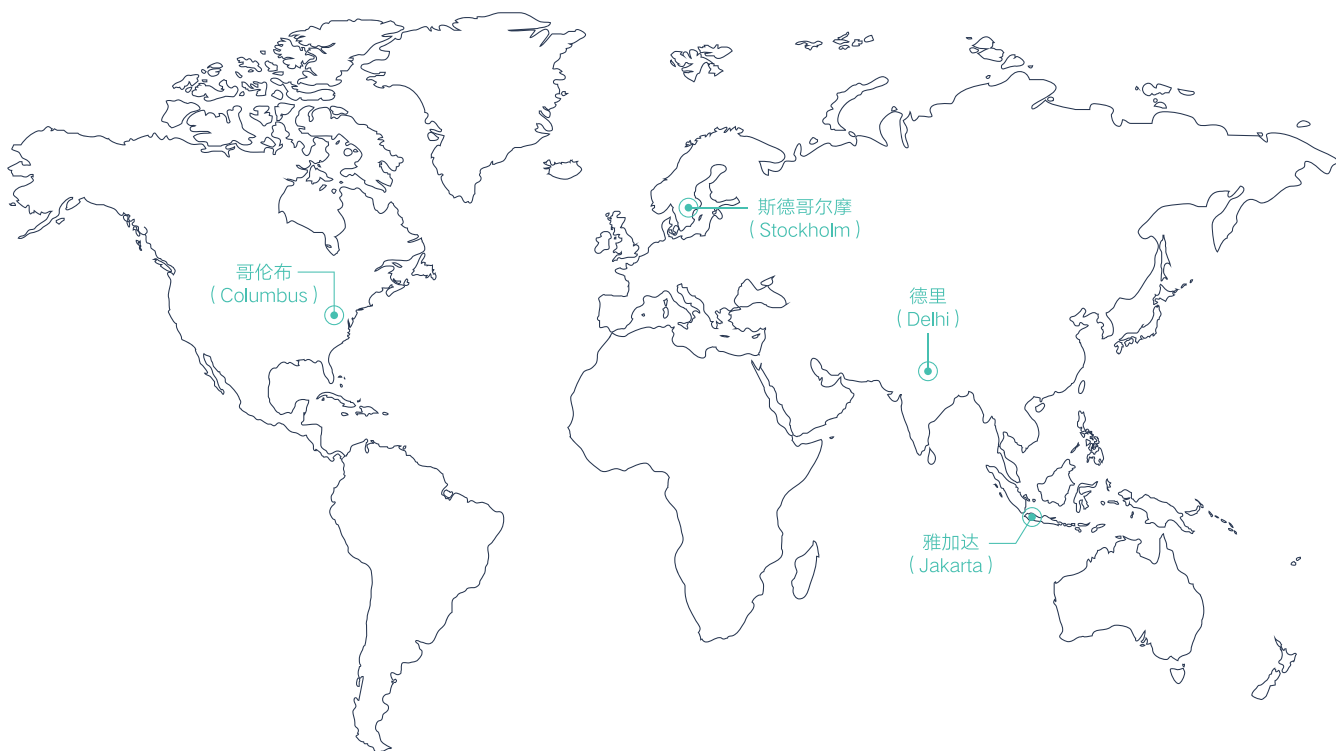 斯德哥尔摩
（Stockholm）
哥伦布
（Columbus）
德里
（Delhi）
雅加达
（Jakarta）